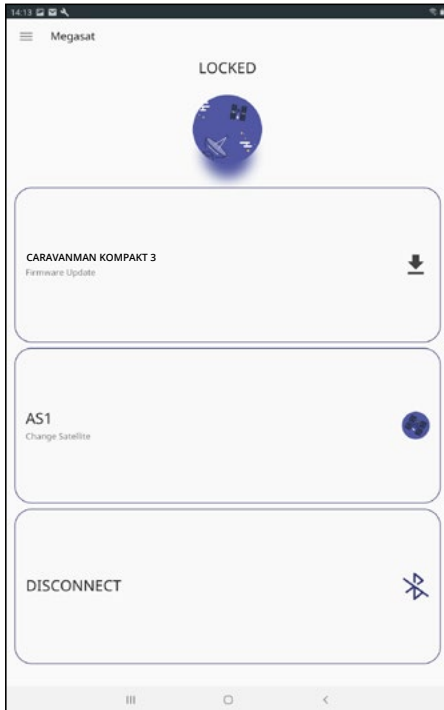 14:13
Megasat
LOCKED
CARAVANMAN KOMPAKT 3
Firmware Update
AS1
Change Satellite
DISCONNECT